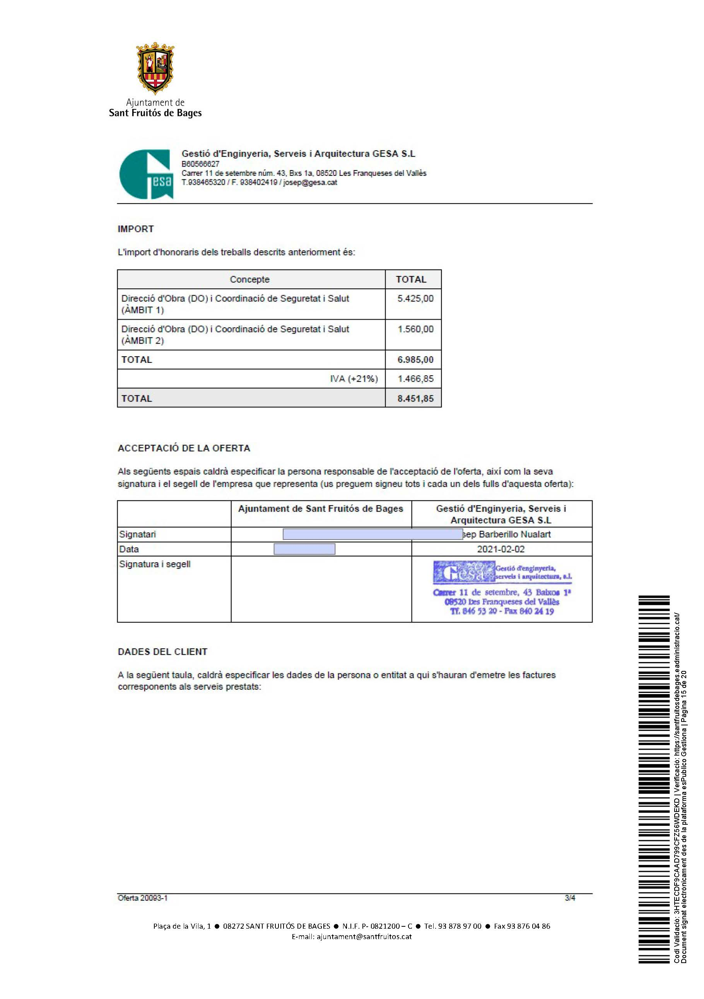 Ajuntament de
Sant Fruitós de Bages
esa
Gestió d'Enginyeria, Serveis i Arquitectura GESA S.L
B60566627
Carrer 11 de setembre núm. 43, Bxs 1a, 08520 Les Franqueses del Vallès
T.938465320 / F. 938402419 / josep@gesa.cat
IMPORT
L'import d'honoraris dels treballs descrits anteriorment és:
Concepte TOTAL
Direcció d'Obra (DO) i Coordinació de Seguretat i Salut 5.425,00
(ÀMBIT 1)
Direcció d'Obra (DO) i Coordinació de Seguretat i Salut 1.560,00
(ÀMBIT 2)
TOTAL 6.985,00
IVA (+21%) 1.466,85
TOTAL 8.451,85
ACCEPTACIÓ DE LA OFERTA
Als següents espais caldrà especificar la persona responsable de l'acceptació de l'oferta, així com la seva
signatura i el segell de l'empresa que representa (us preguem signeu tots i cada un dels fulls d'aquesta oferta):
Ajuntament de Sant Fruitós de Bages Gestió d'Enginyeria, Serveis i
Arquitectura GESA S.L
Signatari sep Barberillo Nualart
Data 2021-02-02
Signatura i segell
Gesa Gestió d'enginyeria,
serveis i arquitectura, s.l.
Carrer 11 de setembre, 43 Baixos 1ª
08520 Les Franqueses del Vallès
Tf. 846 53 20 - Fax 840 24 19
DADES DEL CLIENT
A la següent taula, caldrà especificar les dades de la persona o entitat a qui s'hauran d'emetre les factures
corresponents als serveis prestats:
Oferta 20093-1 3/4
Plaça de la Vila, 1 ● 08272 SANT FRUITÓS DE BAGES ● N.I.F. P- 0821200 – C ● Tel. 93 878 97 00 ● Fax 93 876 04 86
E-mail: ajuntament@santfruitos.cat
Codi Validació: 3HTECDF9CAAD799CFZ56WDEKD | Verificació: https://santfruitosdebages.eadministracio.cat/
Document signat electrònicament des de la plataforma esPublico Gestiona | Pàgina 15 de 20